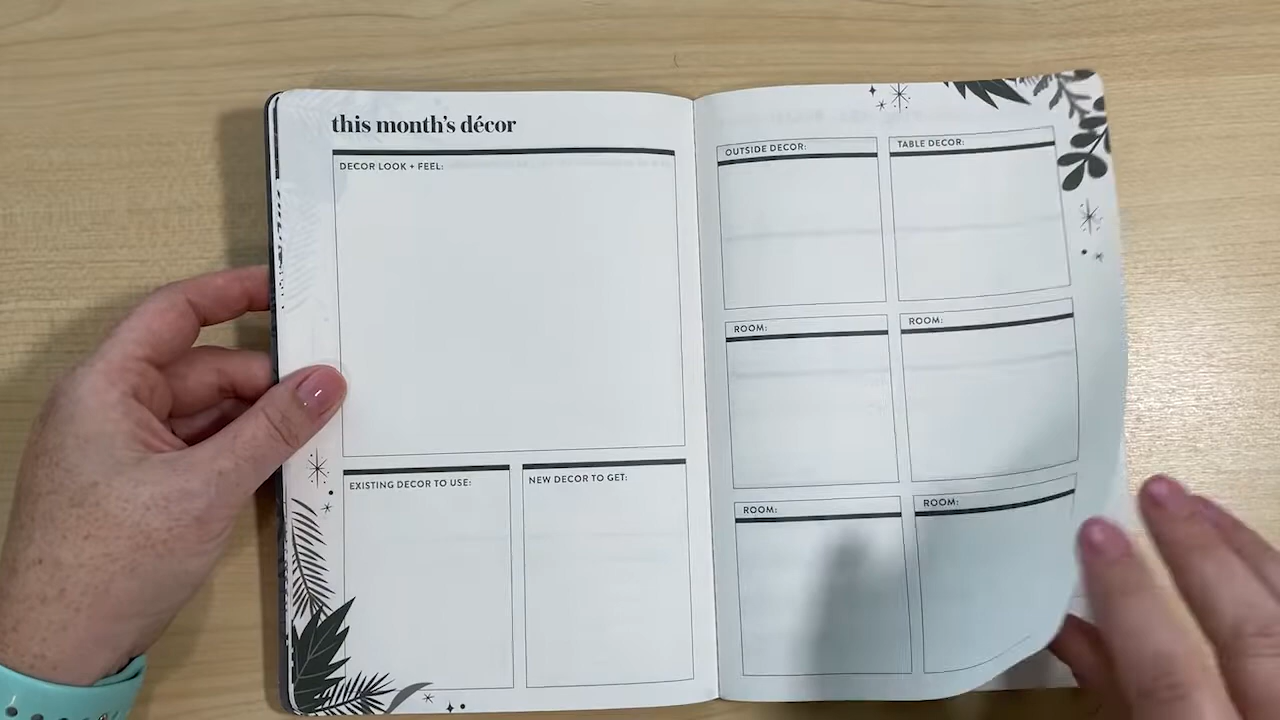 this month's décor
DECOR LOOK + FEEL:
EXISTING DECOR TO USE:
NEW DECOR TO GET:
OUTSIDE DECOR:
TABLE DECOR:
ROOM:
ROOM:
ROOM:
ROOM: